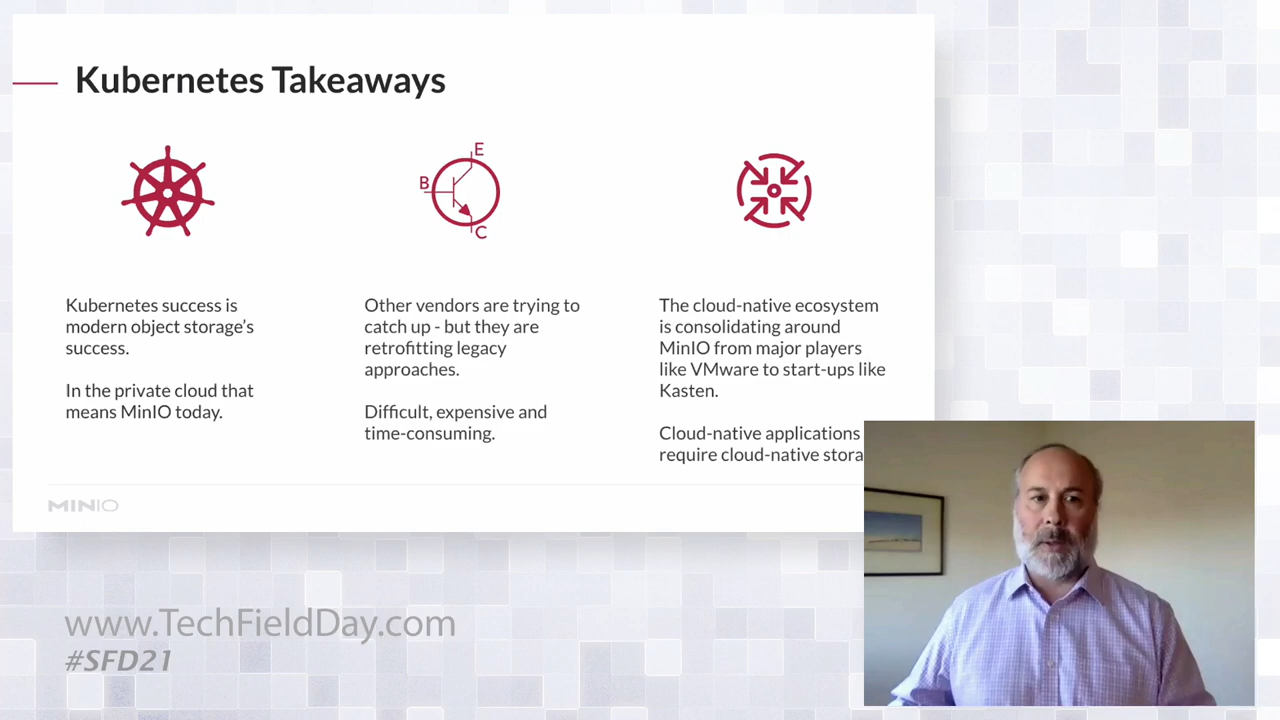 Kubernetes Takeaways
E
B
C
Kubernetes success is
modern object storage's
success.
In the private cloud that
means MinIO today.
Other vendors are trying to
catch up - but they are
retrofitting legacy
approaches.
Difficult, expensive and
time-consuming.
The cloud-native ecosystem
is consolidating around
MinIO from major players
like VMware to start-ups like
Kasten.
Cloud-native applications
require cloud-native stora
MINIO
www.TechFieldDay.com
#SFD21